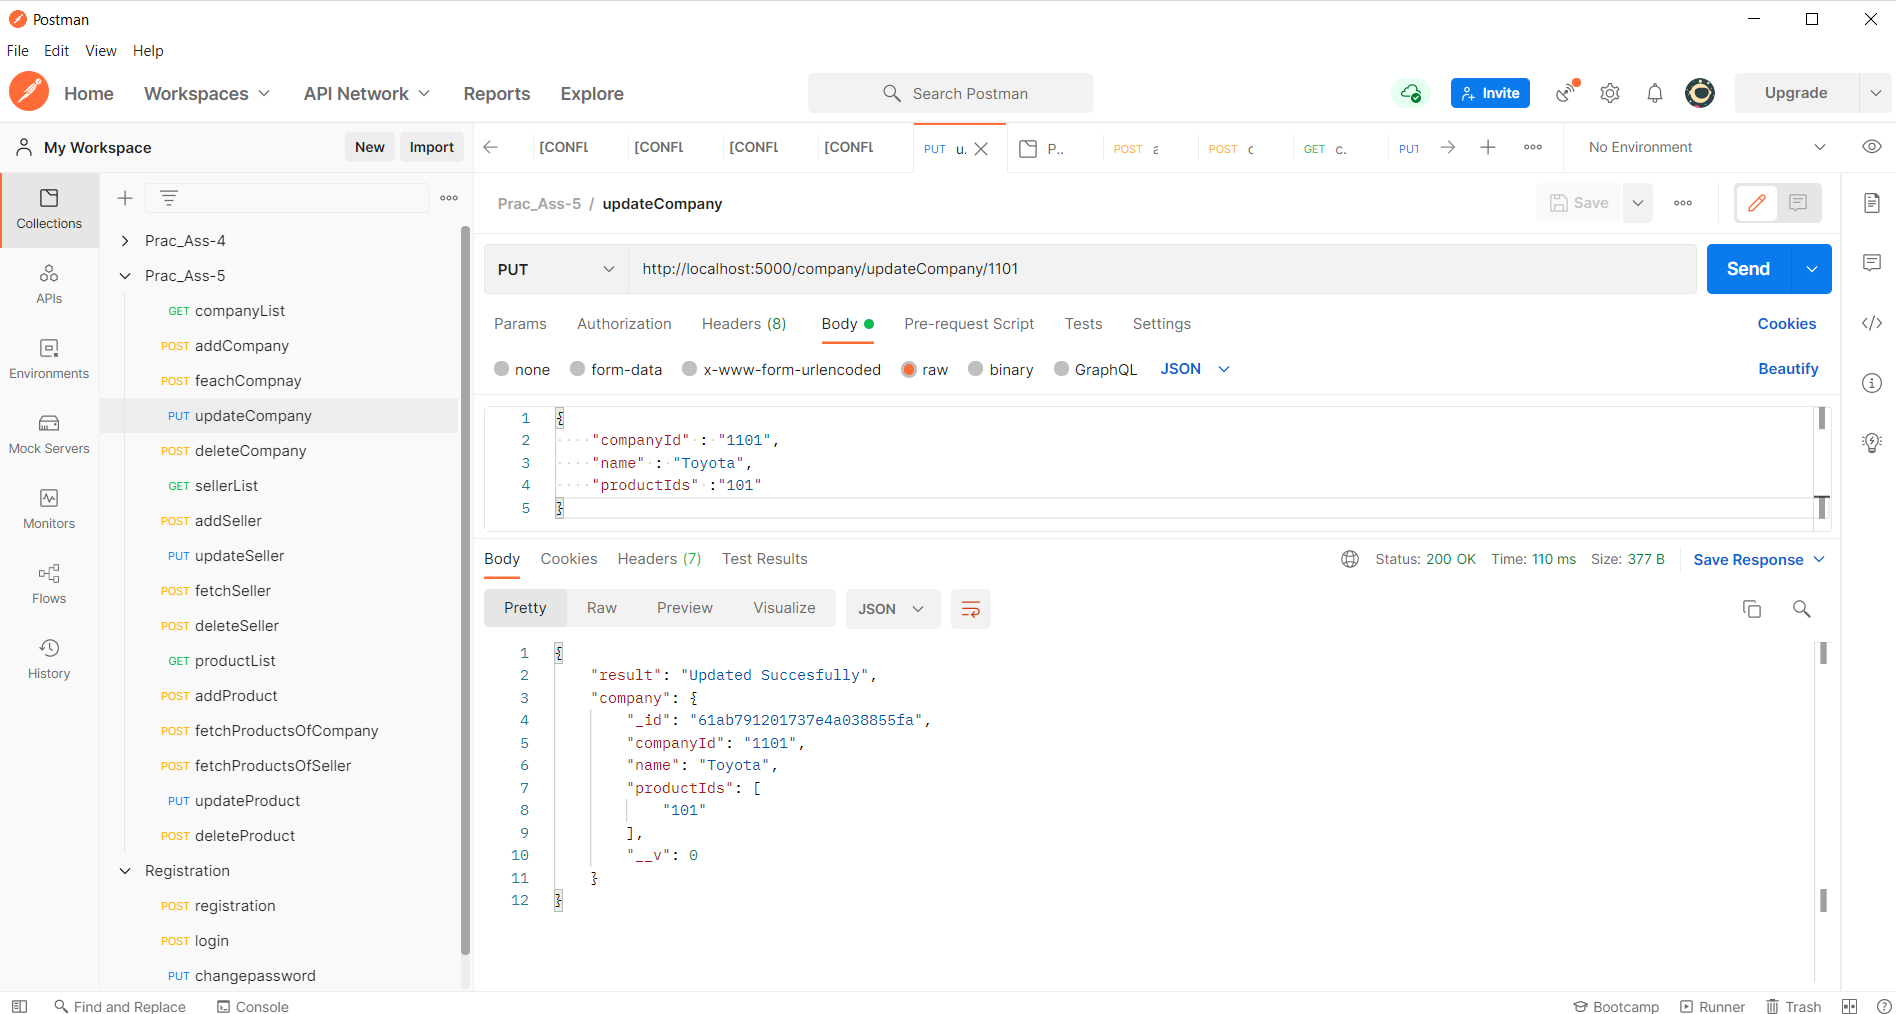 Postman
File Edit View Help
Home Workspaces API Network Reports Explore
Search Postman
Invite
Upgrade
My Workspace
New Import
[CONFL [CONFL [CONFL [CONFL PUT u. P.. POST POST c GET c. PUT
No Environment
Collections
APIs
Environments
Mock Servers
Monitors
Flows
History
Prac_Ass-4
Prac_Ass-5
GET companyList
POST addCompany
POST feachCompnay
PUT updateCompany
POST deleteCompany
GET sellerList
POST addSeller
PUT updateSeller
POST fetchSeller
POST deleteSeller
GET productList
POST addProduct
POST fetchProductsOfCompany
POST fetchProductsOfSeller
PUT updateProduct
POST deleteProduct
Registration
POST registration
POST login
PUT changepassword
Prac_Ass-5 / updateCompany
Save
PUT http://localhost:5000/company/updateCompany/1101
Send
Params Authorization Headers (8) Body Pre-request Script Tests Settings
Cookies
none form-data x-www-form-urlencoded raw binary GraphQL JSON
Beautify
1 {
2 "companyId" : "1101",
3 "name" : "Toyota",
4 "productIds" :"101"
5 }
Body Cookies Headers (7) Test Results
Status: 200 OK Time: 110 ms Size: 377 B
Save Response
Pretty Raw Preview Visualize JSON
1 {
2 "result": "Updated Succesfully",
3 "company": {
4 "_id": "61ab791201737e4a038855fa",
5 "companyId": "1101",
6 "name": "Toyota",
7 "productIds": [
8 "101"
9 ],
10 "__v": 0
11 }
12 }
Find and Replace Console
Bootcamp Runner Trash